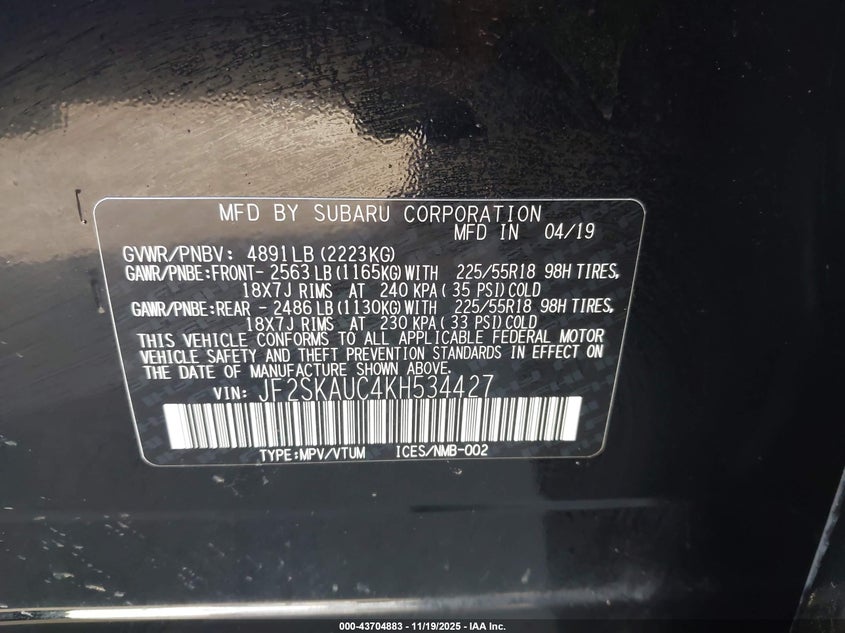 MFD BY SUBARU CORPORATION
MFD IN 04/19
GVWR/PNBV: 4891LB (2223KG)
GAWR/PNBE:FRONT- 2563 LB (1165KG) WITH 225/55R18 98H TIRES,
18X7J RIMS AT 240 KPA ( 35 PSI) COLD
GAWR/PNBE:REAR - 2486 LB (1130KG) WITH 225/55R18 98H TIRES,
18X7J RIMS AT 230 KPA ( 33 PSI) COLD
THIS VEHICLE CONFORMS TO ALL APPLICABLE FEDERAL MOTOR
VEHICLE SAFETY AND THEFT PREVENTION STANDARDS IN EFFECT ON
THE DATE OF MANUFACTURE SHOWN ABOVE.
VIN: JF2SKAUC4KH534427
TYPE:MPV/VTUM ICES/NMB-002
000-43704883 - 11/19/2025 - IAA Inc.